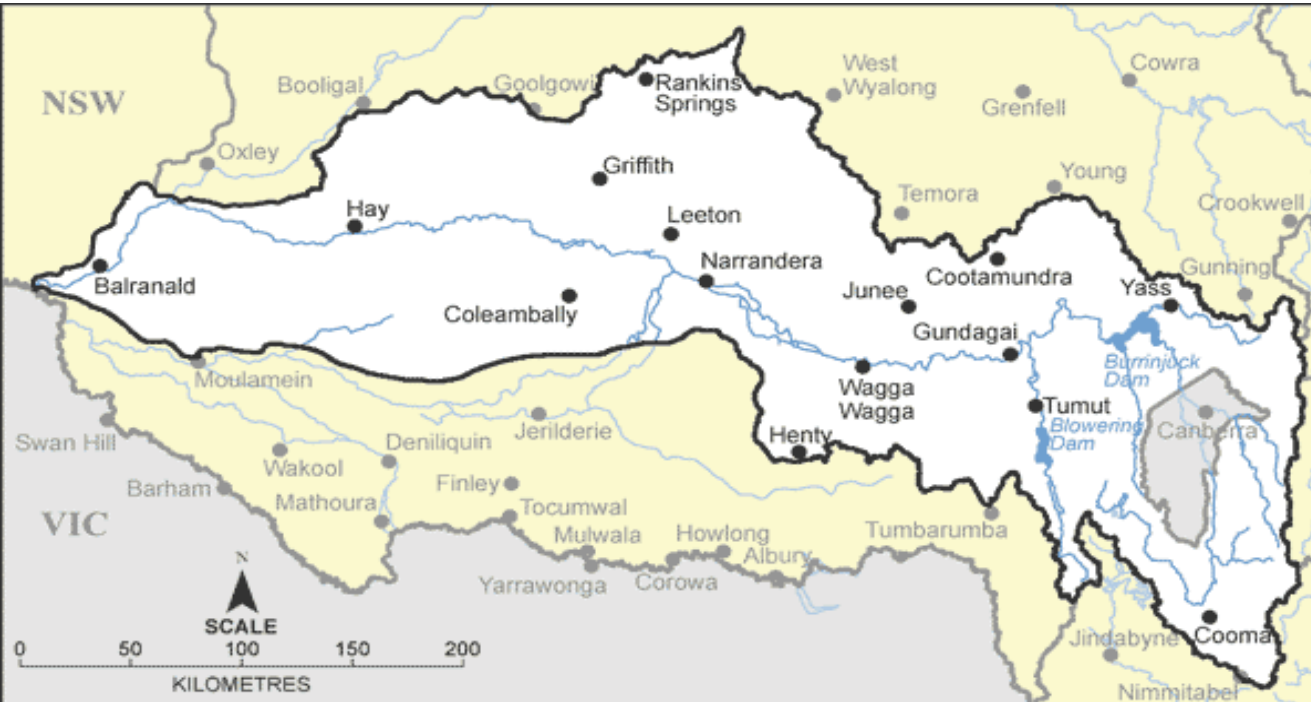 NSW
Booligal
Goolgowi
Rankins
Springs
West
Wyalong
Grenfell
Cowra
Oxley
Griffith
Young
Temora
Crookwell
Hay
Leeton
Narrandera
Cootamundra
Gunning
Balranald
Coleambally
Junee
Yass
Gundagai
Burrinjuck
Dam
Moulamein
Wagga
Wagga
Tumut
Blowering
Dam
Canberra
Swan Hill
Wakool
Deniliquin
Jerilderie
Henty
Barham
Mathoura
Finley
Tocumwal
Mulwala
Howlong
Tumbarumba
VIC
Yarrawonga
Corowa
Albury
N
SCALE
0 50 100 150 200
KILOMETRES
Jindabyne
Cooma
Nimmitabel